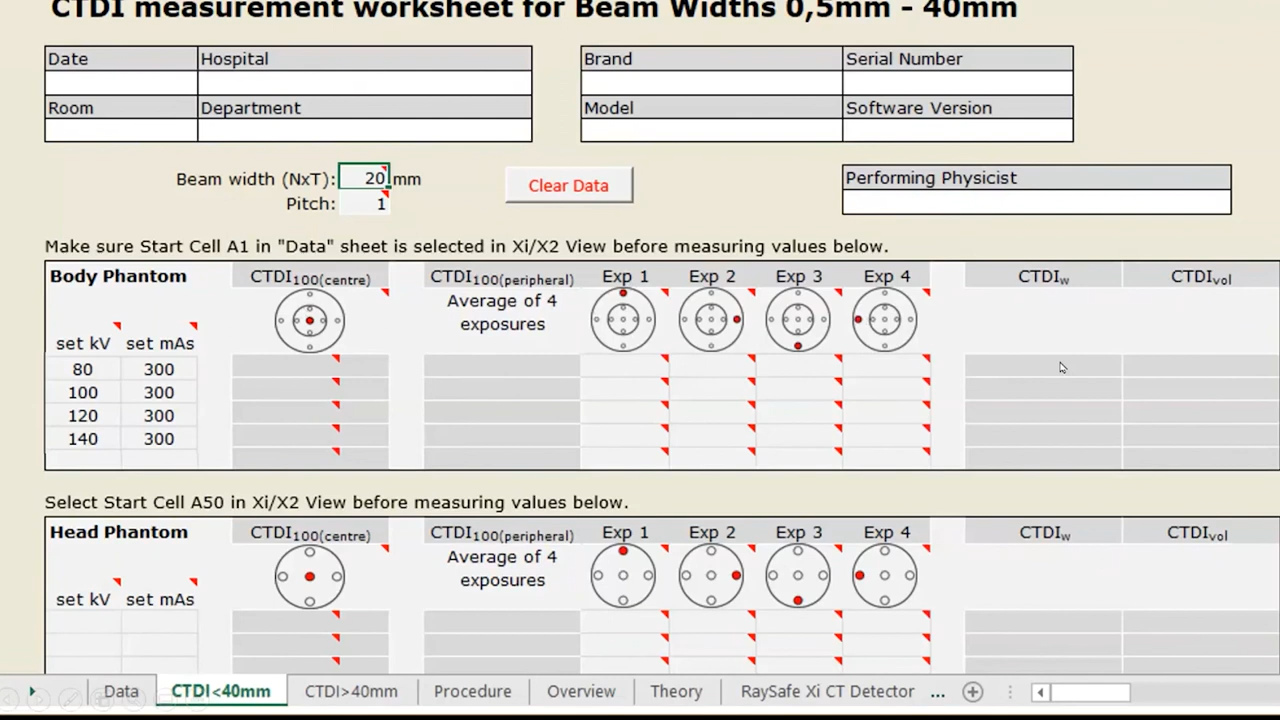 CTDI measurement worksheet for Beam Widths 0,5mm - 40mm
Date Hospital Brand Serial Number
Room Department Model Software Version
Beam width (NxT): 20 mm
Pitch: 1
Clear Data
Performing Physicist
Make sure Start Cell A1 in "Data" sheet is selected in Xi/X2 View before measuring values below.
Body Phantom CTDI100(centre) CTDI100(peripheral) Exp 1 Exp 2 Exp 3 Exp 4 CTDIw CTDIvol
Average of 4
exposures
set kV set mAs
80 300
100 300
120 300
140 300
Select Start Cell A50 in Xi/X2 View before measuring values below.
Head Phantom CTDI100(centre) CTDI100(peripheral) Exp 1 Exp 2 Exp 3 Exp 4 CTDIw CTDIvol
Average of 4
exposures
set kV set mAs
Data CTDI<40mm CTDI>40mm Procedure Overview Theory RaySafe Xi CT Detector ...